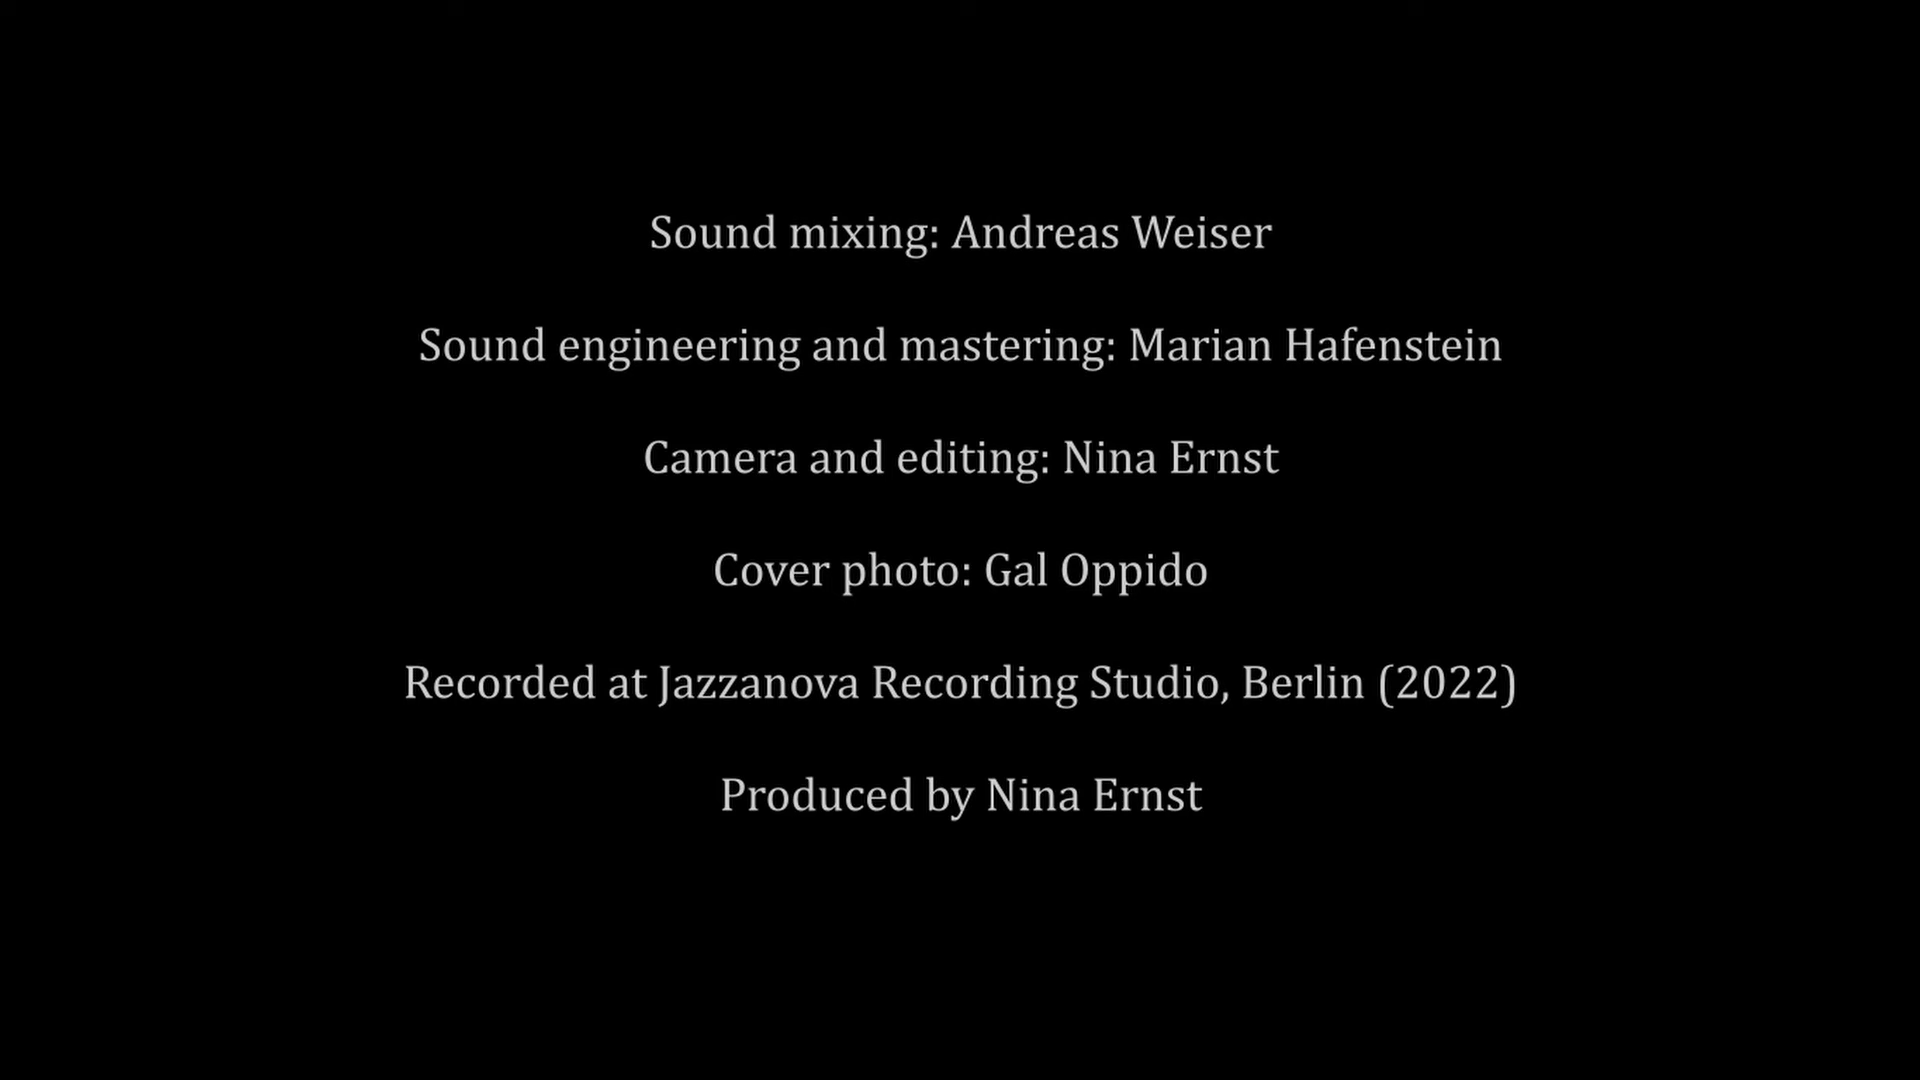 Sound mixing: Andreas Weiser
Sound engineering and mastering: Marian Hafenstein
Camera and editing: Nina Ernst
Cover photo: Gal Oppido
Recorded at Jazzanova Recording Studio, Berlin (2022)
Produced by Nina Ernst